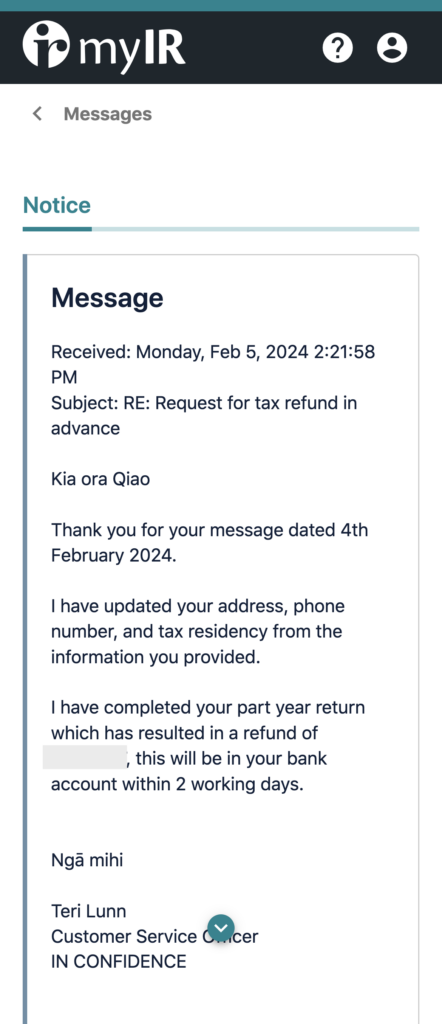 myIR
Messages
Notice
Message
Received: Monday, Feb 5, 2024 2:21:58
PM
Subject: RE: Request for tax refund in
advance
Kia ora Qiao
Thank you for your message dated 4th
February 2024.
I have updated your address, phone
number, and tax residency from the
information you provided.
I have completed your part year return
which has resulted in a refund of
, this will be in your bank
account within 2 working days.
Ngā mihi
Teri Lunn
Customer Service Officer
IN CONFIDENCE